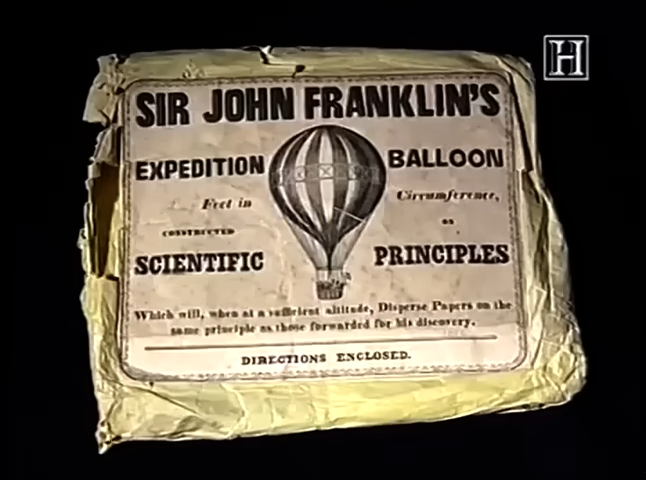 H
SIR JOHN FRANKLIN'S
EXPEDITION BALLOON
Feet in Circumference,
CONSTRUCTED ON
SCIENTIFIC PRINCIPLES
Which will, when at a sufficient altitude, Disperse Papers on the
same principle as those forwarded for his discovery.
DIRECTIONS ENCLOSED.